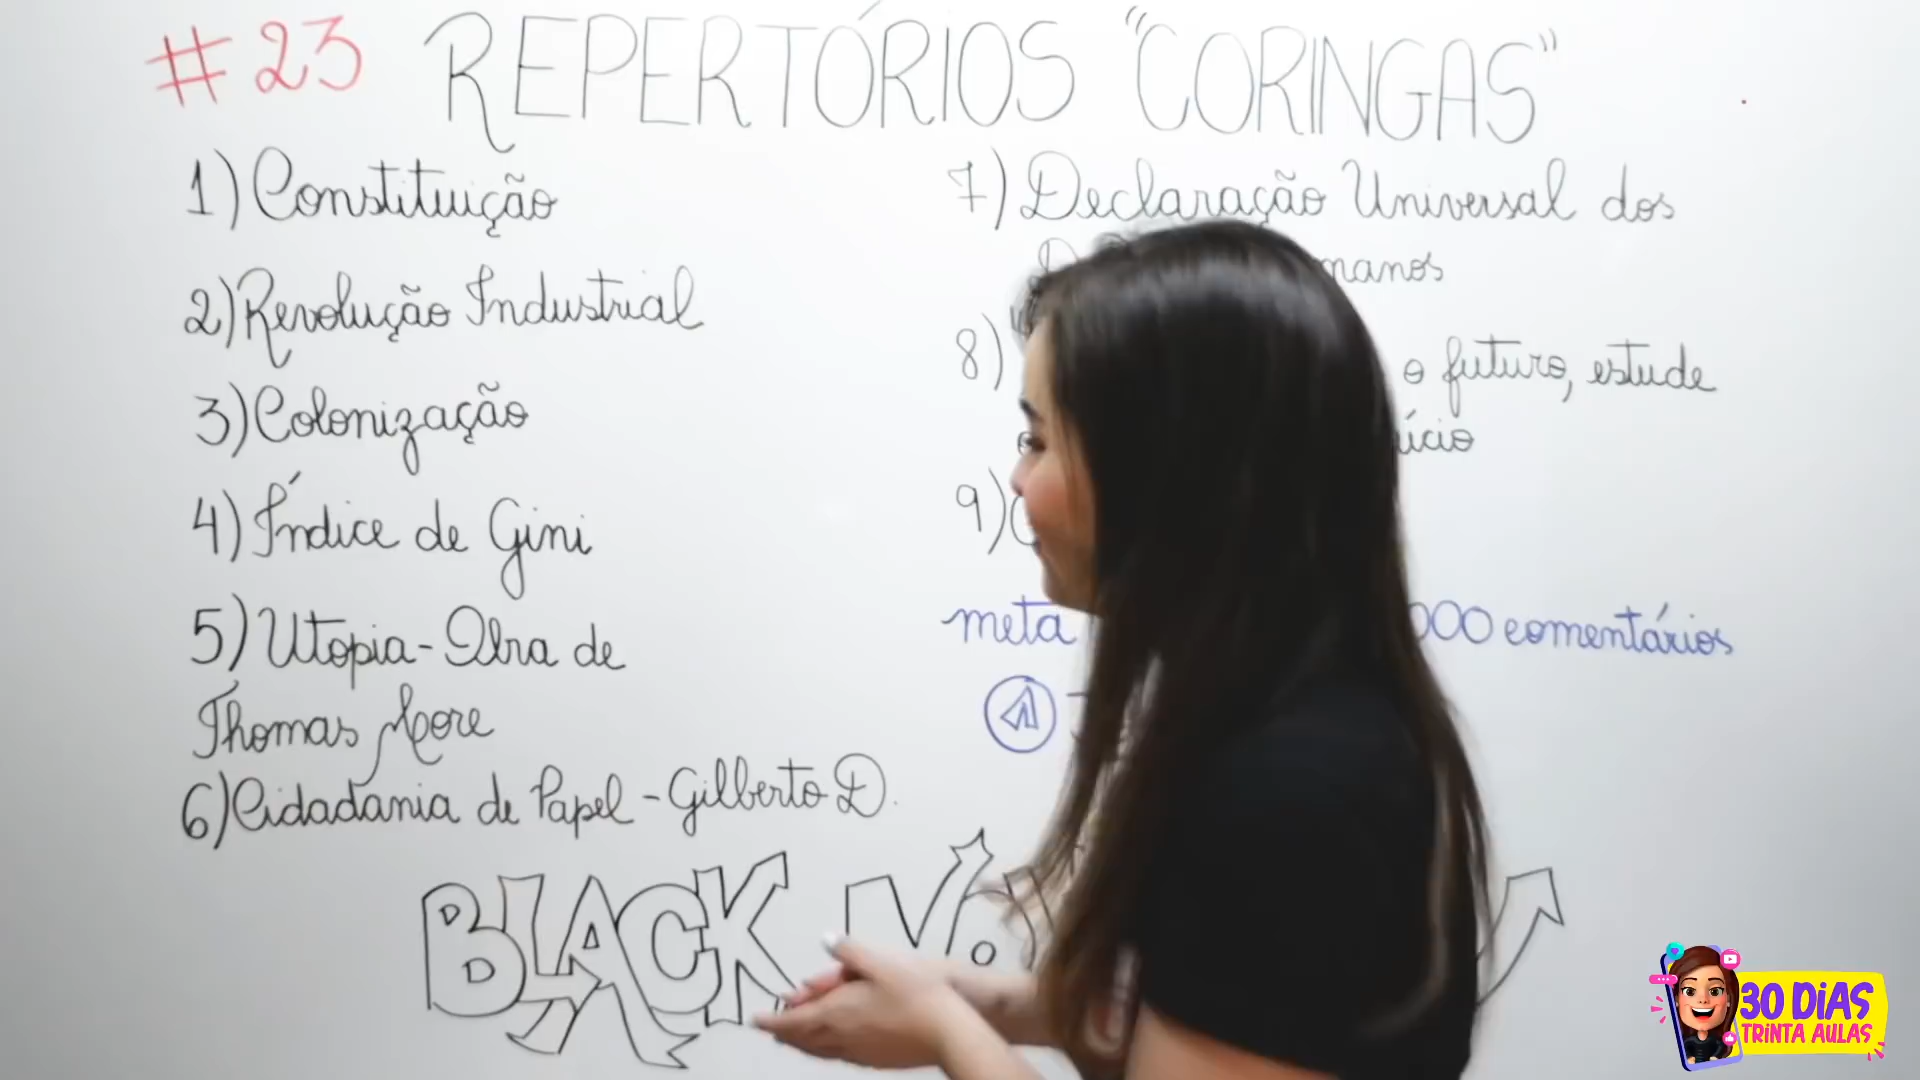 #23 REPERTÓRIOS "CORINGAS"
1) Constituição
2) Revolução Industrial
3) Colonização
4) Índice de Gini
5) Utopia - Obra de
Thomas More
6) Cidadania de Papel - Gilberto D.
7) Declaração Universal dos
manos
8) o futuro, estude
9)
meta 000 comentários
BLACK
30 DiAS
TRiNTA AULAS